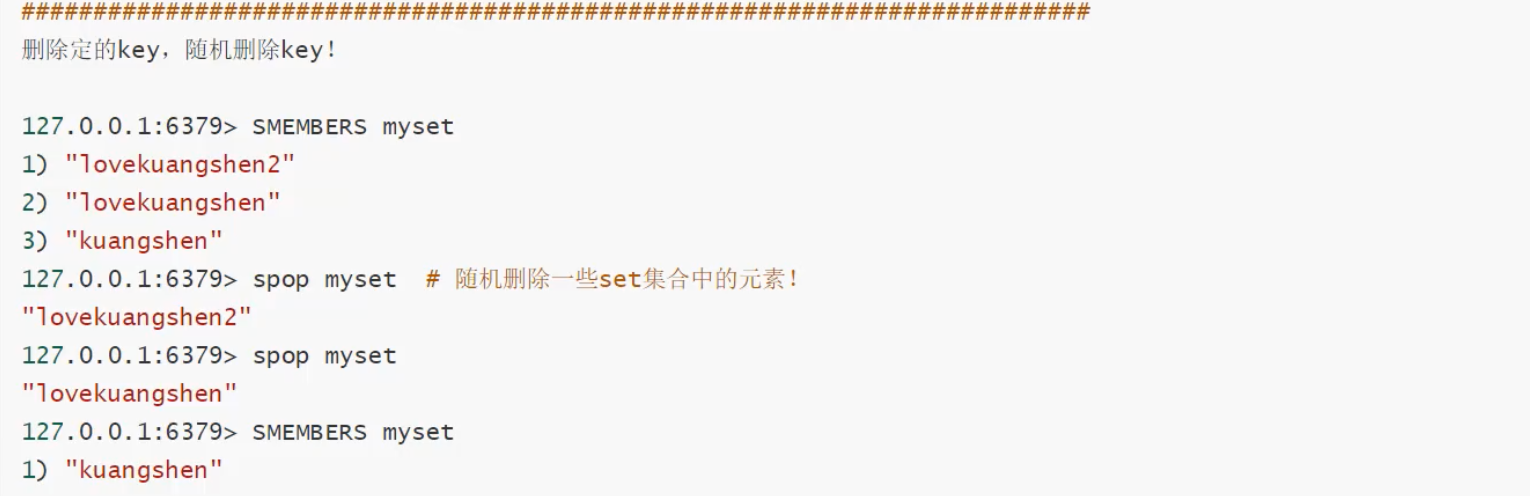 ##########################################################################
删除定的key，随机删除key！
127.0.0.1:6379> SMEMBERS myset
1) "lovekuangshen2"
2) "lovekuangshen"
3) "kuangshen"
127.0.0.1:6379> spop myset  # 随机删除一些set集合中的元素！
"lovekuangshen2"
127.0.0.1:6379> spop myset
"lovekuangshen"
127.0.0.1:6379> SMEMBERS myset
1) "kuangshen"